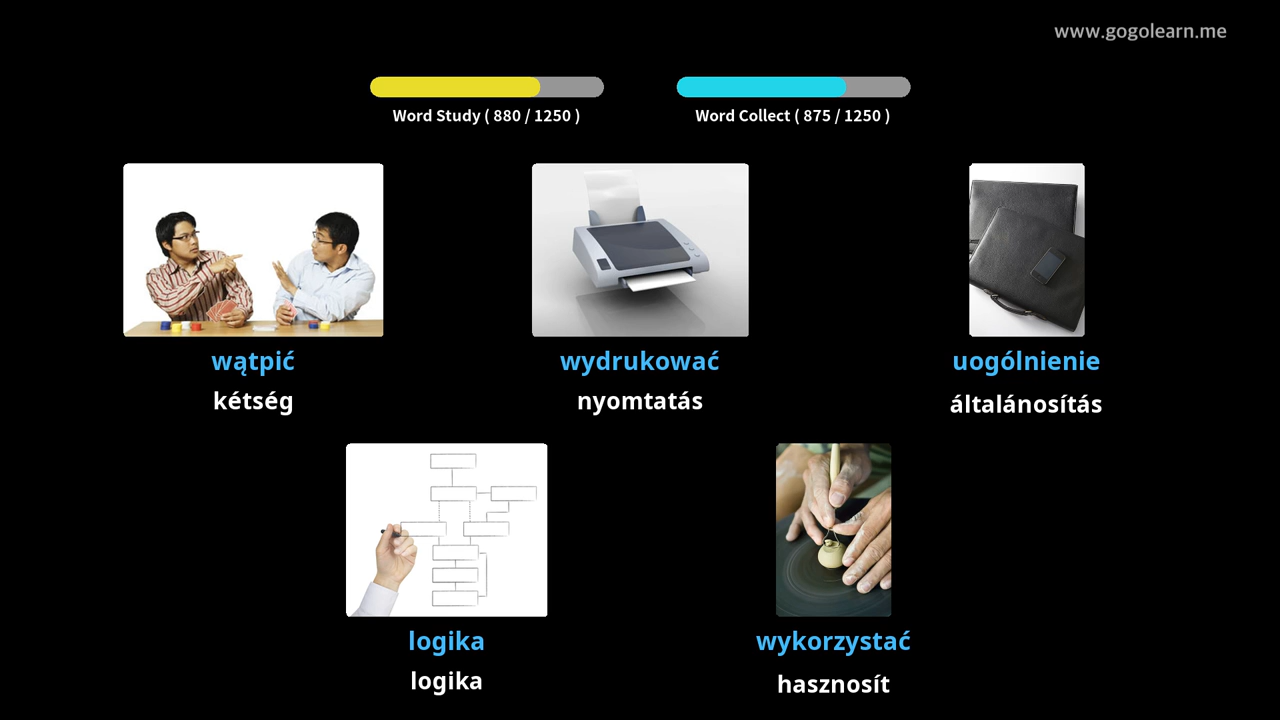 www.gogolearn.me
Word Study ( 880 / 1250 )
Word Collect ( 875 / 1250 )
wątpić
kétség
wydrukować
nyomtatás
uogólnienie
általánosítás
logika
logika
wykorzystać
hasznosít